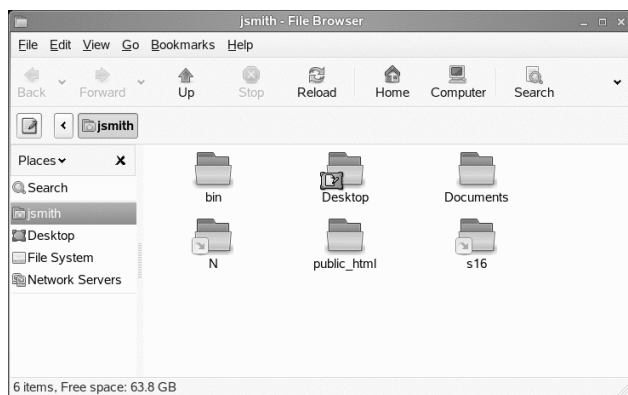 jsmith - File Browser
File Edit View Go Bookmarks Help
Back Forward Up Stop Reload Home Computer Search
jsmith
Places
Search
jsmith
Desktop
File System
Network Servers
bin Desktop Documents
N public_html s16
6 items, Free space: 63.8 GB